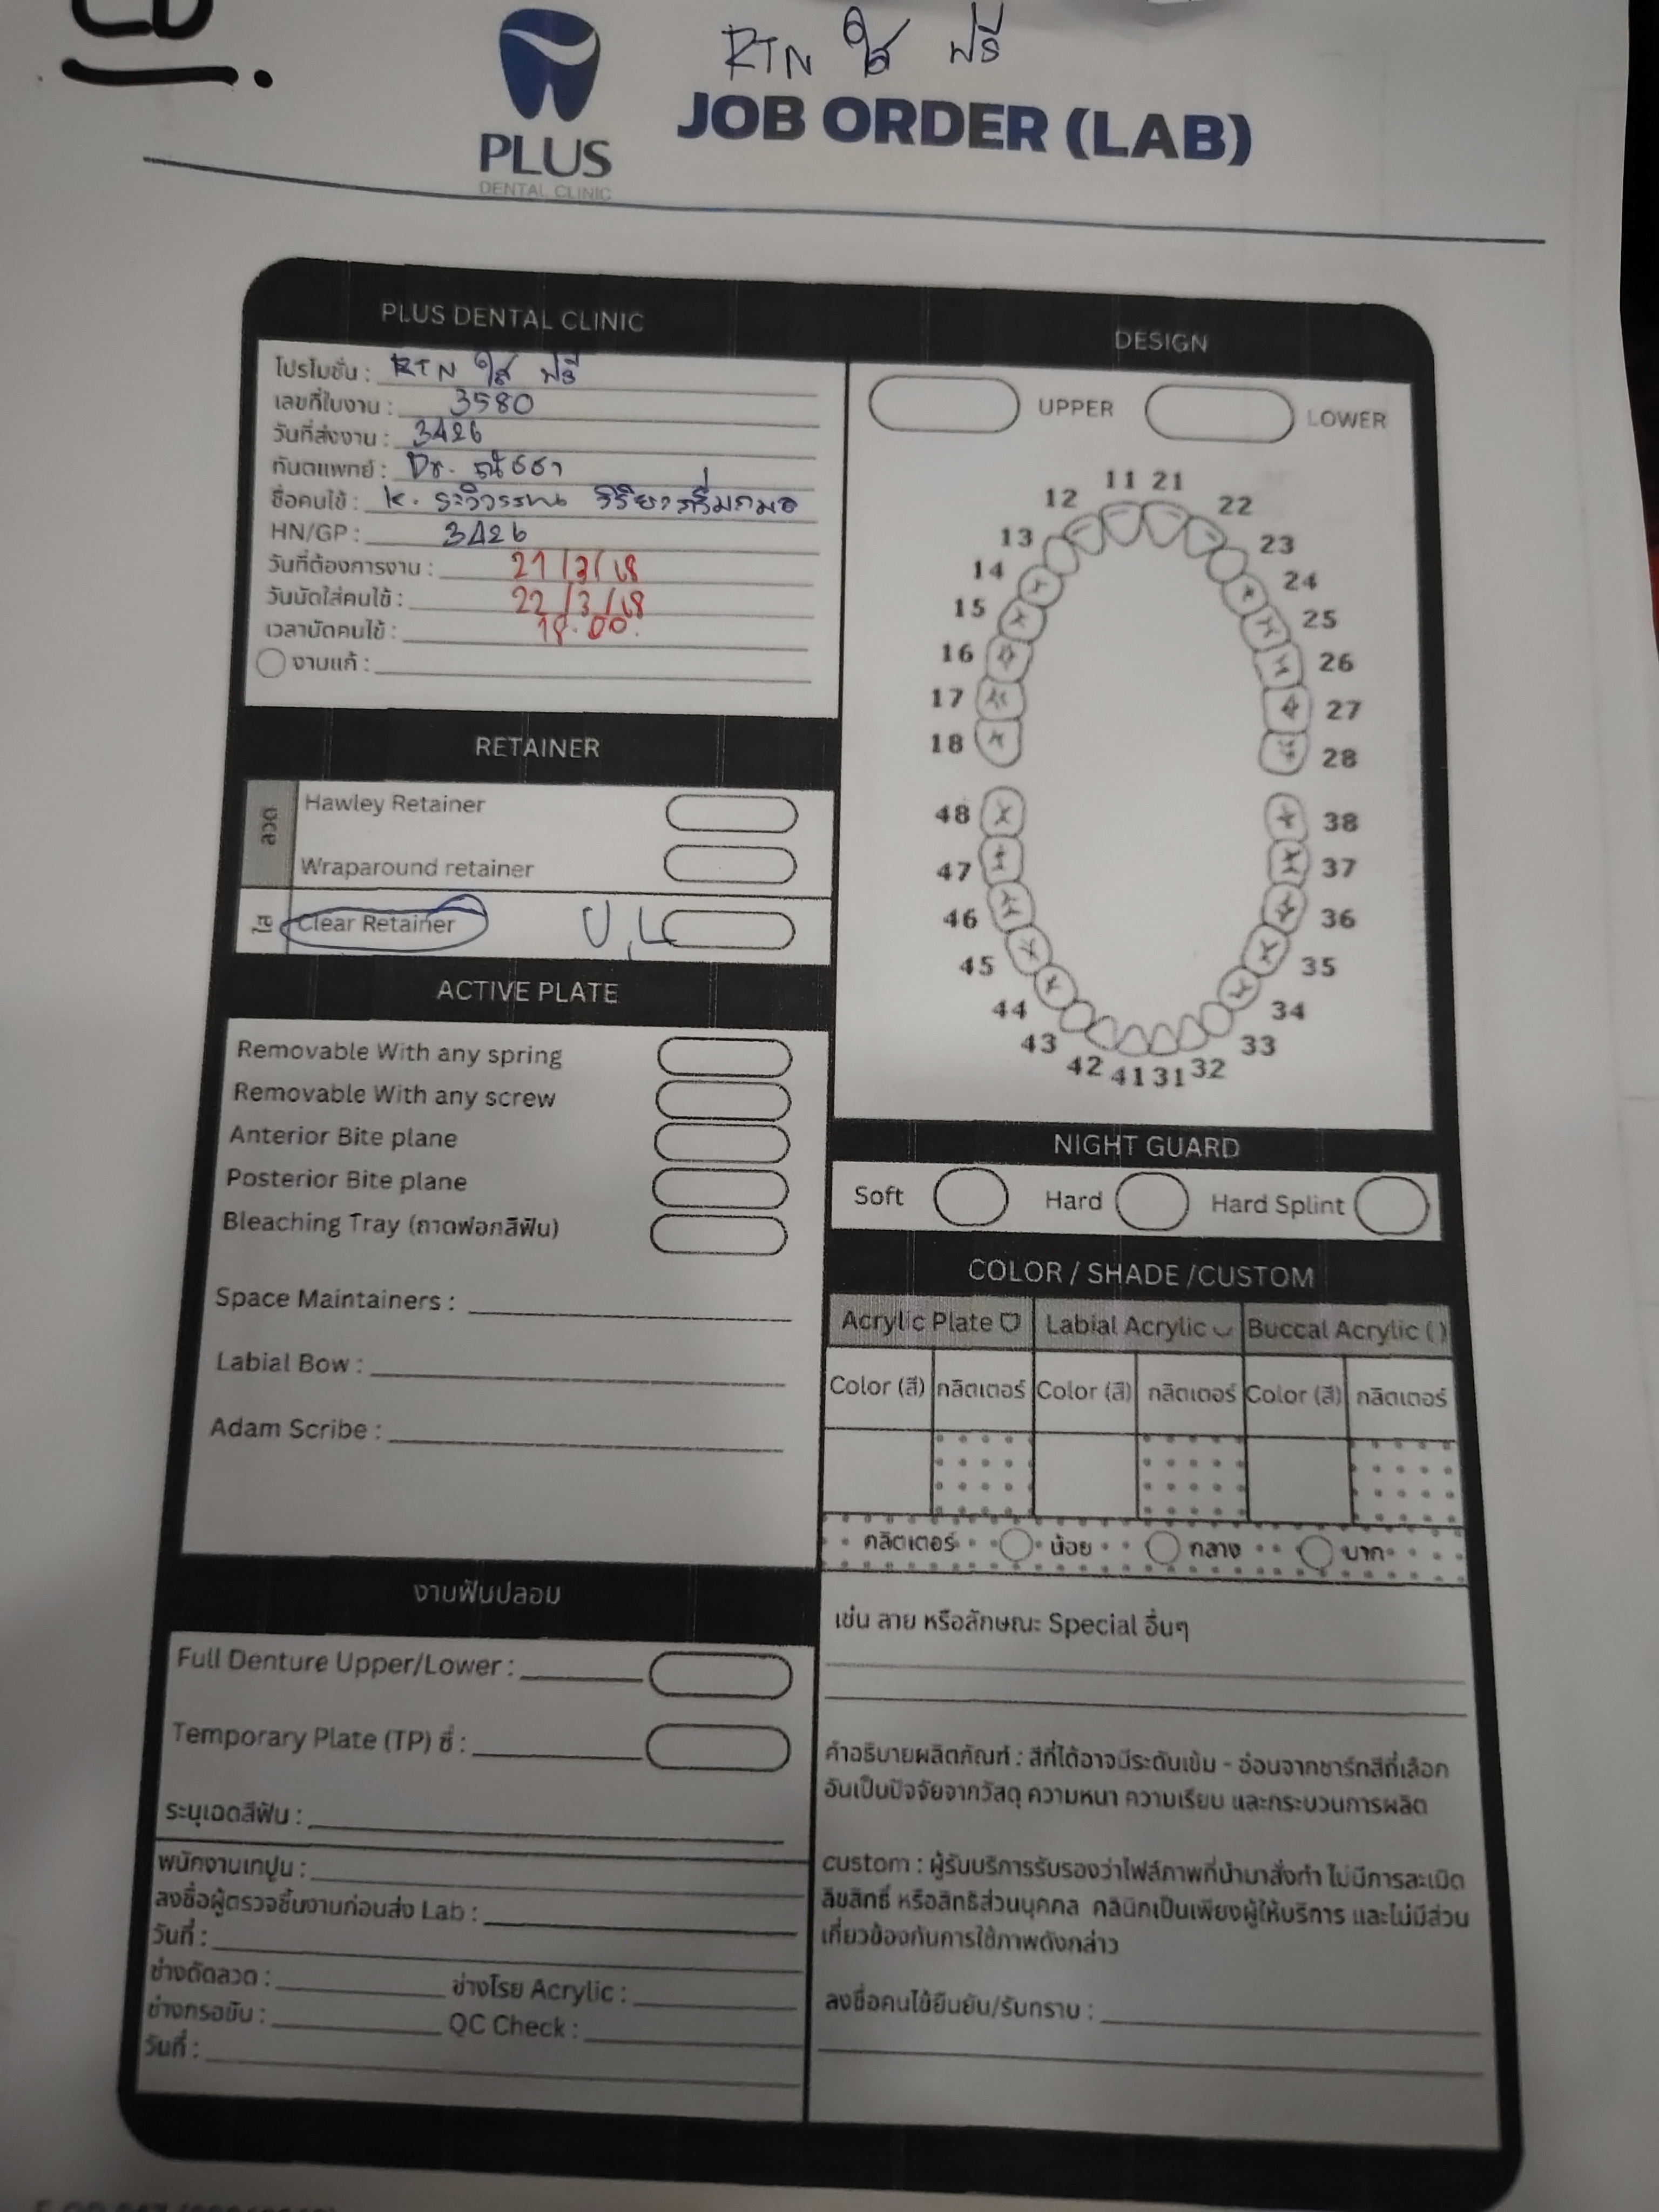 RTN ใส ฟรี
PLUS
DENTAL CLINIC
JOB ORDER (LAB)
PLUS DENTAL CLINIC
โปรโมชั่น : RTN ใส ฟรี
เลขที่ใบงาน : 3580
วันที่ส่งงาน : 3426
ทันตแพทย์ : Dr. ณัชชา
ชื่อคนไข้ : K. ระวิวรรณ
HN/GP : 3426
วันที่ต้องการงาน : 21/3/68
วันนัดใส่คนไข้ : 22/3/68
เวลานัดคนไข้ : 18.00
งานแก้ :
RETAINER
ลวด
Hawley Retainer
Wraparound retainer
ใส
Clear Retainer U,L
ACTIVE PLATE
Removable With any spring
Removable With any screw
Anterior Bite plane
Posterior Bite plane
Bleaching Tray (ถาดฟอกสีฟัน)
Space Maintainers :
Labial Bow :
Adam Scribe :
งานฟันปลอม
Full Denture Upper/Lower :
Temporary Plate (TP) ซี่ :
ระบุเฉดสีฟัน :
พนักงานเทปูน :
ลงชื่อผู้ตรวจชิ้นงานก่อนส่ง Lab :
วันที่ :
ช่างดัดลวด : ช่างโรย Acrylic :
ช่างกรอขัน : QC Check :
วันที่ :
DESIGN
UPPER LOWER
11 21
12 22
13 23
14 24
15 25
16 26
17 27
18 28
48 38
47 37
46 36
45 35
44 34
43 33
42 41 31 32
NIGHT GUARD
Soft Hard Hard Splint
COLOR / SHADE /CUSTOM
Acrylic Plate Labial Acrylic Buccal Acrylic ( )
Color (สี) กลิตเตอร์ Color (สี) กลิตเตอร์ Color (สี) กลิตเตอร์
กลิตเตอร์ น้อย กลาง มาก
เช่น ลาย หรือลักษณะ Special อื่นๆ
คำอธิบายผลิตภัณฑ์ : สีที่ได้อาจมีระดับเข้ม - อ่อนจากชาร์ทสีที่เลือก
อันเป็นปัจจัยจากวัสดุ ความหนา ความเรียบ และกระบวนการผลิต
custom : ผู้รับบริการรับรองว่าไฟล์ภาพที่นำมาสั่งทำ ไม่มีการละเมิด
ลิขสิทธิ์ หรือสิทธิส่วนบุคคล คลินิกเป็นเพียงผู้ให้บริการ และไม่มีส่วน
เกี่ยวข้องกับการใช้ภาพดังกล่าว
ลงชื่อคนไข้ยืนยัน/รับทราบ :